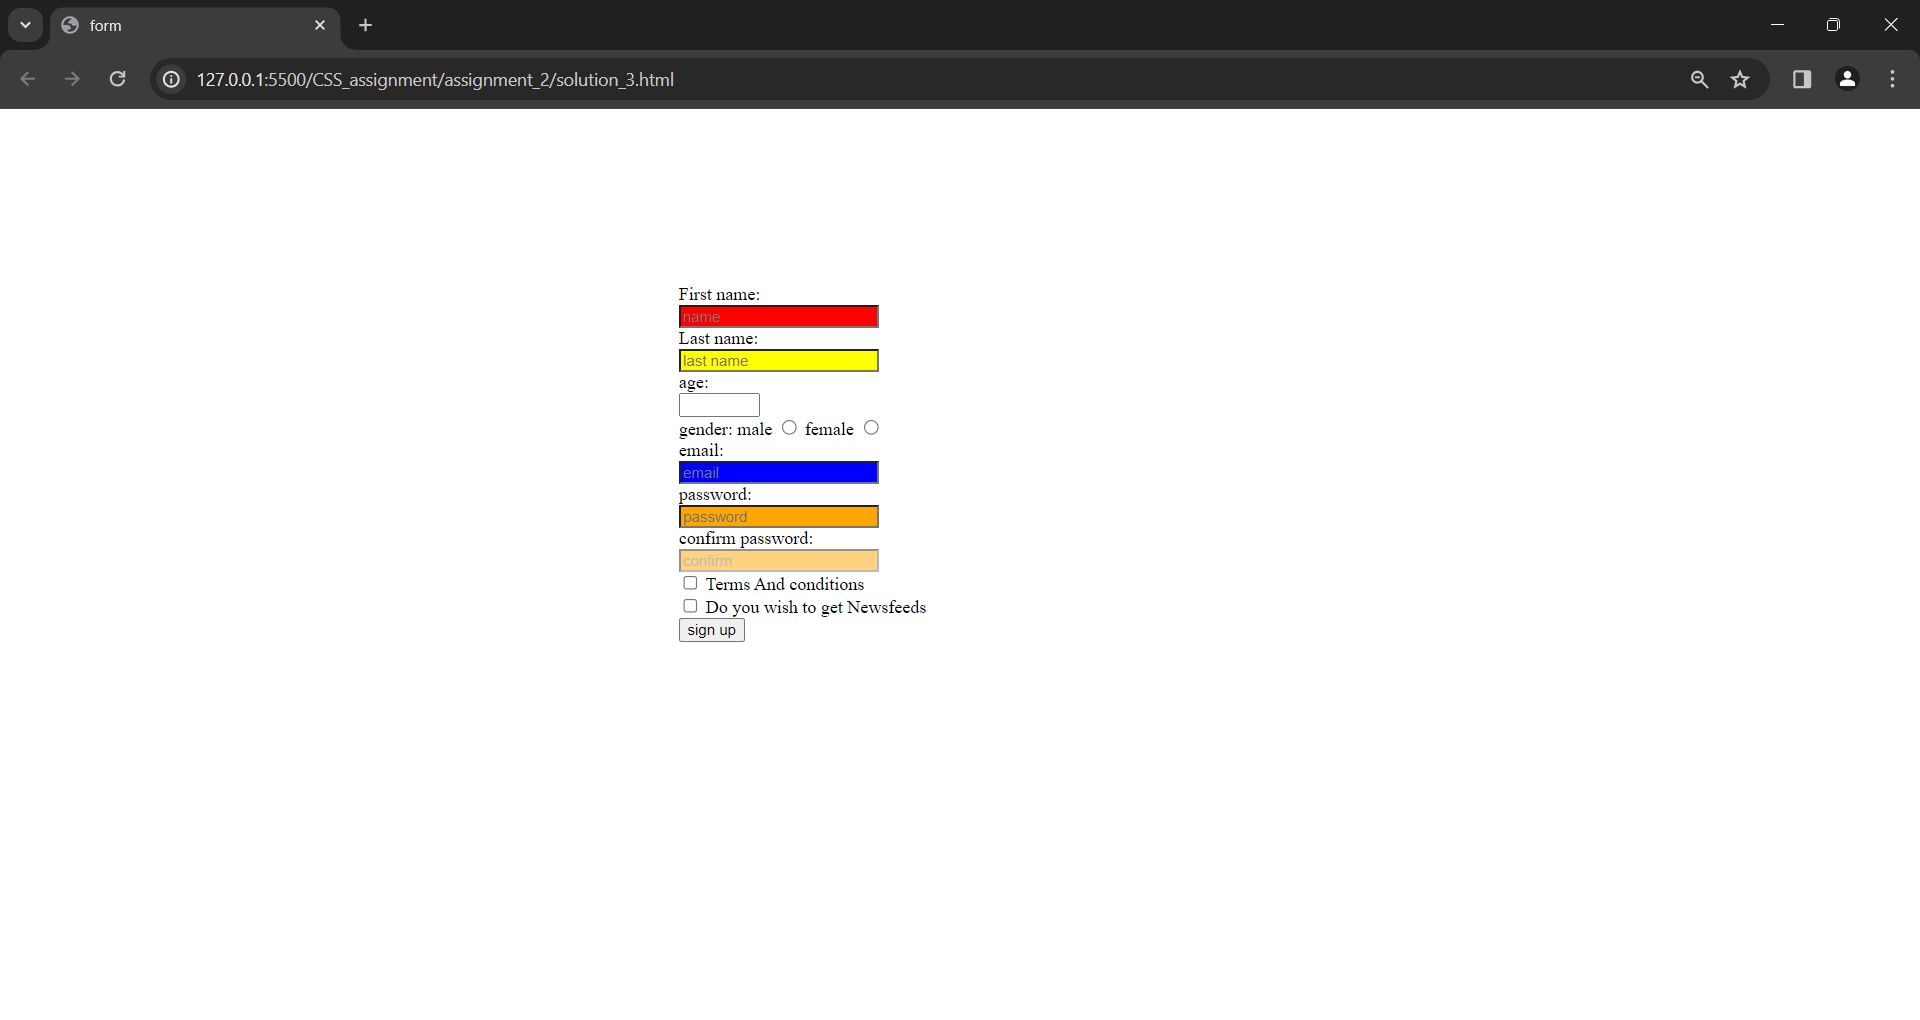 form
127.0.0.1:5500/CSS_assignment/assignment_2/solution_3.html
First name:
name
Last name:
last name
age:
gender: male female
email:
email
password:
password
confirm password:
confirm
Terms And conditions
Do you wish to get Newsfeeds
sign up